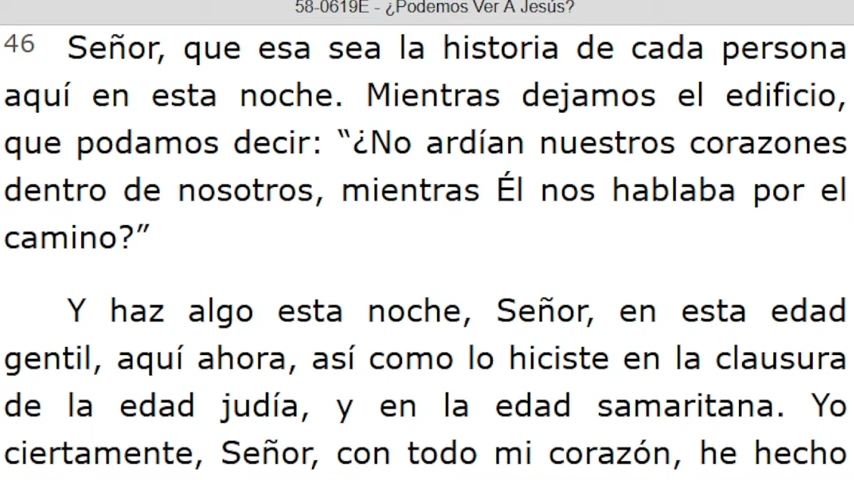 58-0619E - ¿Podemos Ver A Jesús?
46 Señor, que esa sea la historia de cada persona
aquí en esta noche. Mientras dejamos el edificio,
que podamos decir: “¿No ardían nuestros corazones
dentro de nosotros, mientras Él nos hablaba por el
camino?”
Y haz algo esta noche, Señor, en esta edad
gentil, aquí ahora, así como lo hiciste en la clausura
de la edad judía, y en la edad samaritana. Yo
ciertamente, Señor, con todo mi corazón, he hecho